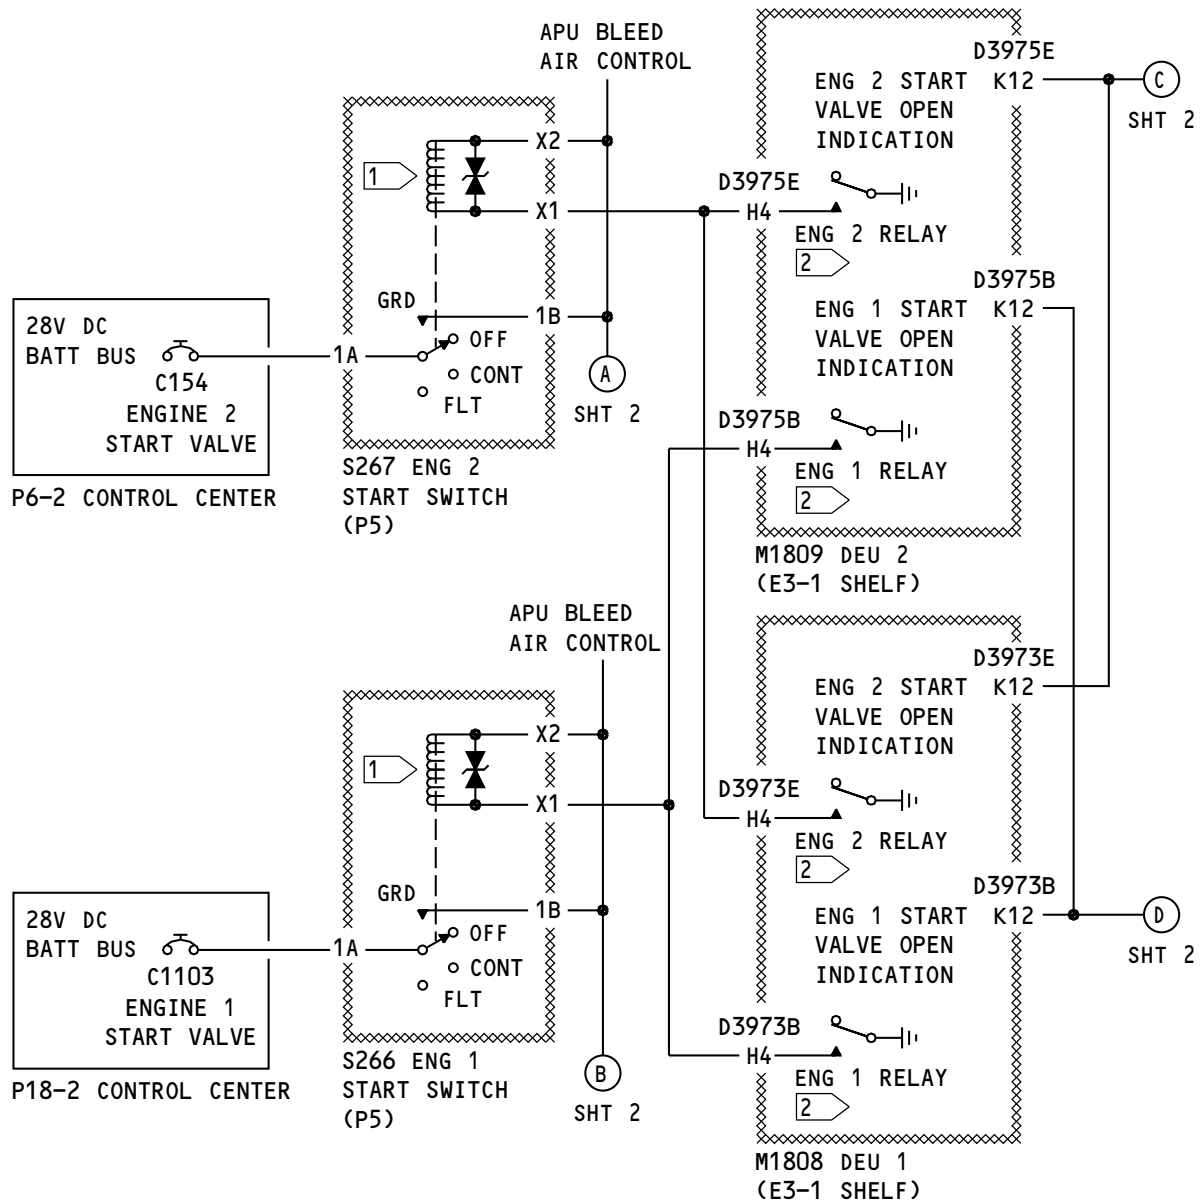 APU BLEED
AIR CONTROL
X2
1
X1
GRD
1B
OFF
1A
CONT
FLT
28V DC
BATT BUS
C154
ENGINE 2
START VALVE
P6-2 CONTROL CENTER
S267 ENG 2
START SWITCH
(P5)
A
SHT 2
D3975E
ENG 2 START K12
VALVE OPEN
INDICATION
C
SHT 2
D3975E
H4
ENG 2 RELAY
2
D3975B
ENG 1 START K12
VALVE OPEN
INDICATION
D3975B
H4
ENG 1 RELAY
2
M1809 DEU 2
(E3-1 SHELF)
APU BLEED
AIR CONTROL
X2
1
X1
GRD
1B
OFF
1A
CONT
FLT
28V DC
BATT BUS
C1103
ENGINE 1
START VALVE
P18-2 CONTROL CENTER
S266 ENG 1
START SWITCH
(P5)
B
SHT 2
D3973E
ENG 2 START K12
VALVE OPEN
INDICATION
D3973E
H4
ENG 2 RELAY
2
D3973B
ENG 1 START K12
VALVE OPEN
INDICATION
D
SHT 2
D3973B
H4
ENG 1 RELAY
2
M1808 DEU 1
(E3-1 SHELF)